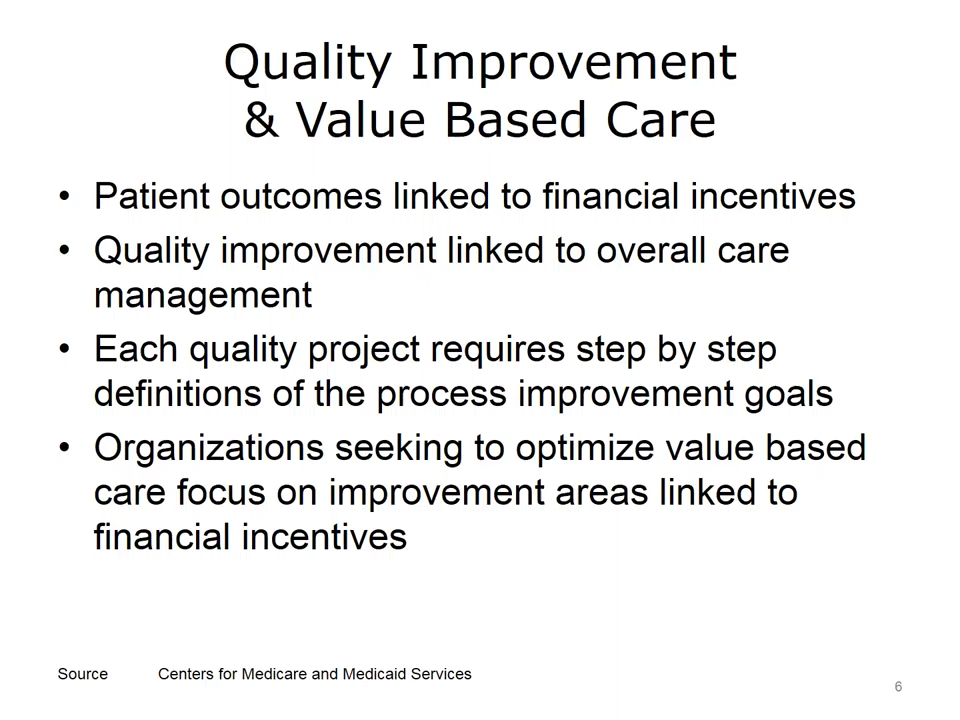 Quality Improvement
& Value Based Care
• Patient outcomes linked to financial incentives
• Quality improvement linked to overall care
management
• Each quality project requires step by step
definitions of the process improvement goals
• Organizations seeking to optimize value based
care focus on improvement areas linked to
financial incentives
Source Centers for Medicare and Medicaid Services
6